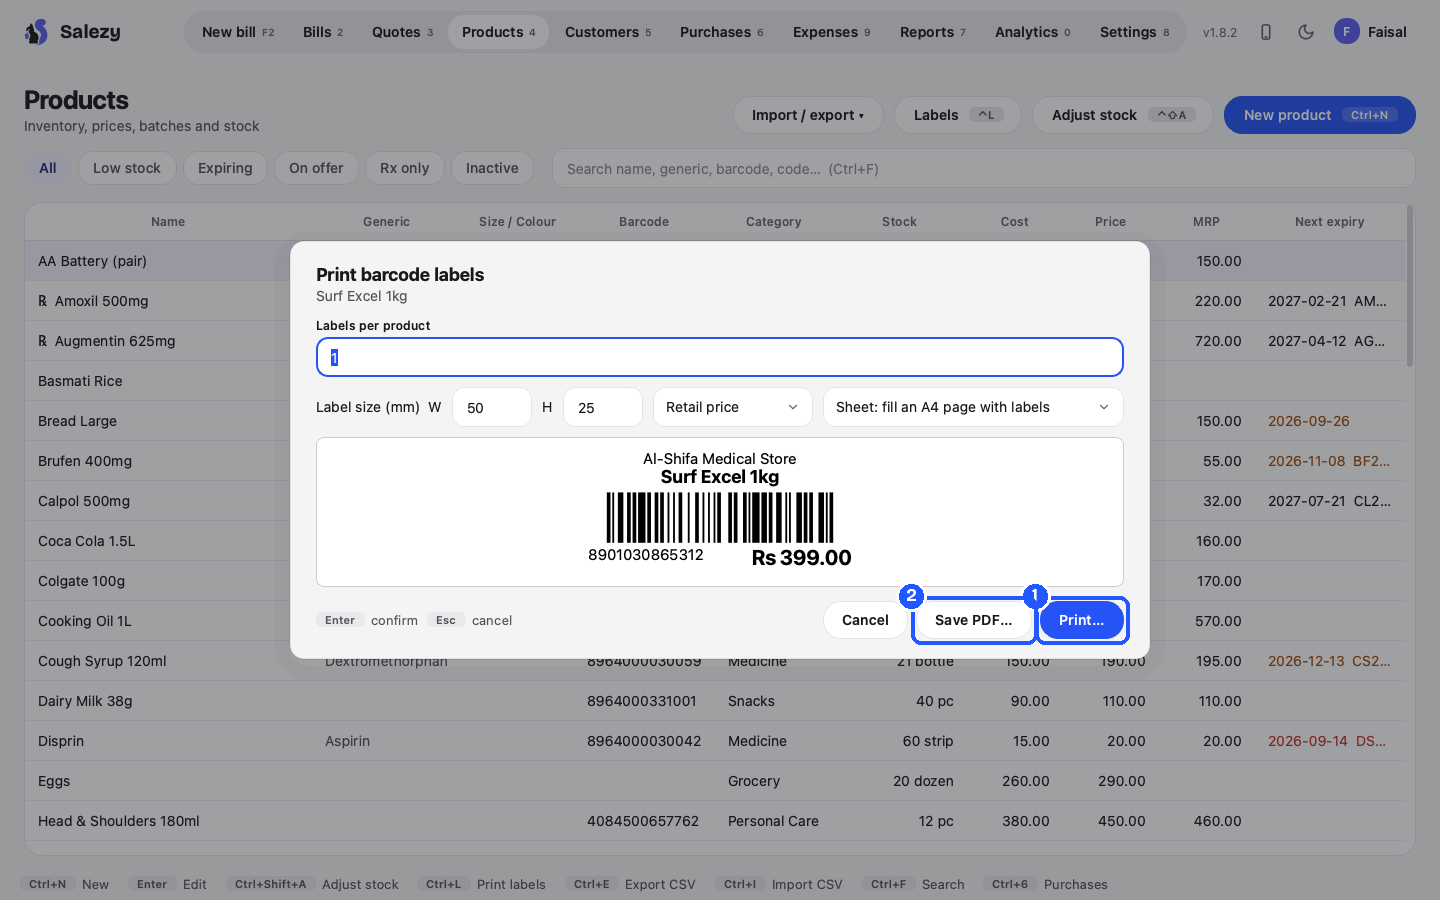 Salezy
New bill F2 Bills 2 Quotes 3 Products 4 Customers 5 Purchases 6 Expenses 9 Reports 7 Analytics 0 Settings 8 v1.8.2 F Faisal
Products
Inventory, prices, batches and stock
Import / export ▾ Labels ^L Adjust stock ^⇧A New product Ctrl+N
All Low stock Expiring On offer Rx only Inactive Search name, generic, barcode, code... (Ctrl+F)
Name Generic Size / Colour Barcode Category Stock Cost Price MRP Next expiry
AA Battery (pair) 150.00
℞ Amoxil 500mg 220.00 2027-02-21 AM...
℞ Augmentin 625mg 720.00 2027-04-12 AG...
Basmati Rice
Bread Large 150.00 2026-09-26
Brufen 400mg 55.00 2026-11-08 BF2...
Calpol 500mg 32.00 2027-07-21 CL2...
Coca Cola 1.5L 160.00
Colgate 100g 170.00
Cooking Oil 1L 570.00
Cough Syrup 120ml Dextromethorphan 8964000030059 Medicine 21 bottle 150.00 190.00 195.00 2026-12-13 CS2...
Dairy Milk 38g 8964000331001 Snacks 40 pc 90.00 110.00 110.00
Disprin Aspirin 8964000030042 Medicine 60 strip 15.00 20.00 20.00 2026-09-14 DS...
Eggs Grocery 20 dozen 260.00 290.00
Head & Shoulders 180ml 4084500657762 Personal Care 12 pc 380.00 450.00 460.00
Print barcode labels
Surf Excel 1kg
Labels per product
1
Label size (mm) W 50 H 25 Retail price Sheet: fill an A4 page with labels
Al-Shifa Medical Store
Surf Excel 1kg
8901030865312 Rs 399.00
2 1
Enter confirm Esc cancel Cancel Save PDF... Print...
Ctrl+N New Enter Edit Ctrl+Shift+A Adjust stock Ctrl+L Print labels Ctrl+E Export CSV Ctrl+I Import CSV Ctrl+F Search Ctrl+6 Purchases